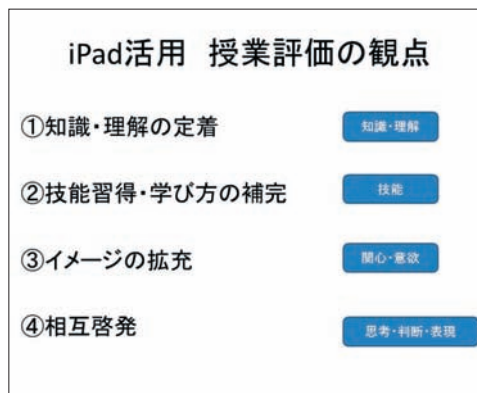 iPad活用 授業評価の観点
①知識・理解の定着 知識・理解
②技能習得・学び方の補完 技能
③イメージの拡充 関心・意欲
④相互啓発 思考・判断・表現